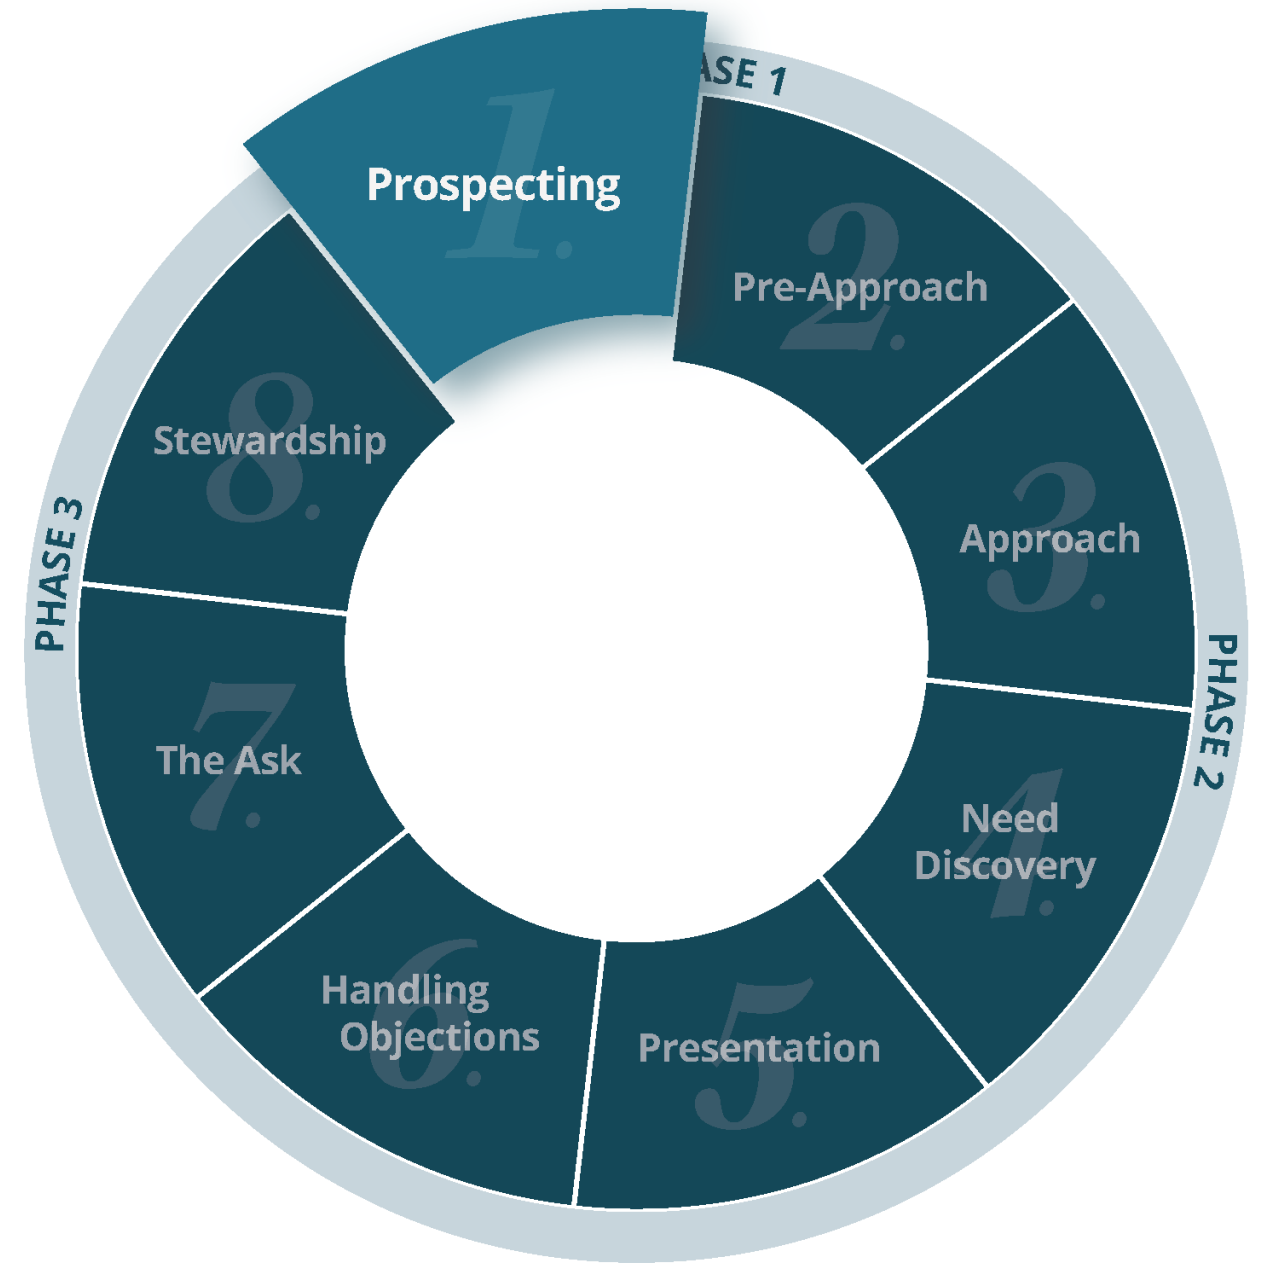 1.
Prospecting
ASE 1
2.
Pre-Approach
3.
Approach
PHASE 2
4.
Need
Discovery
5.
Presentation
6.
Handling
Objections
7.
The Ask
PHASE 3
8.
Stewardship